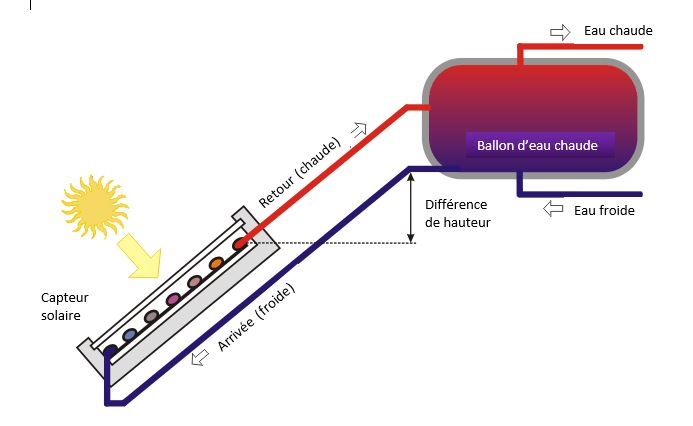 Eau chaude
Ballon d'eau chaude
Retour (chaude)
Différence
de hauteur
Eau froide
Capteur
solaire
Arrivée (froide)